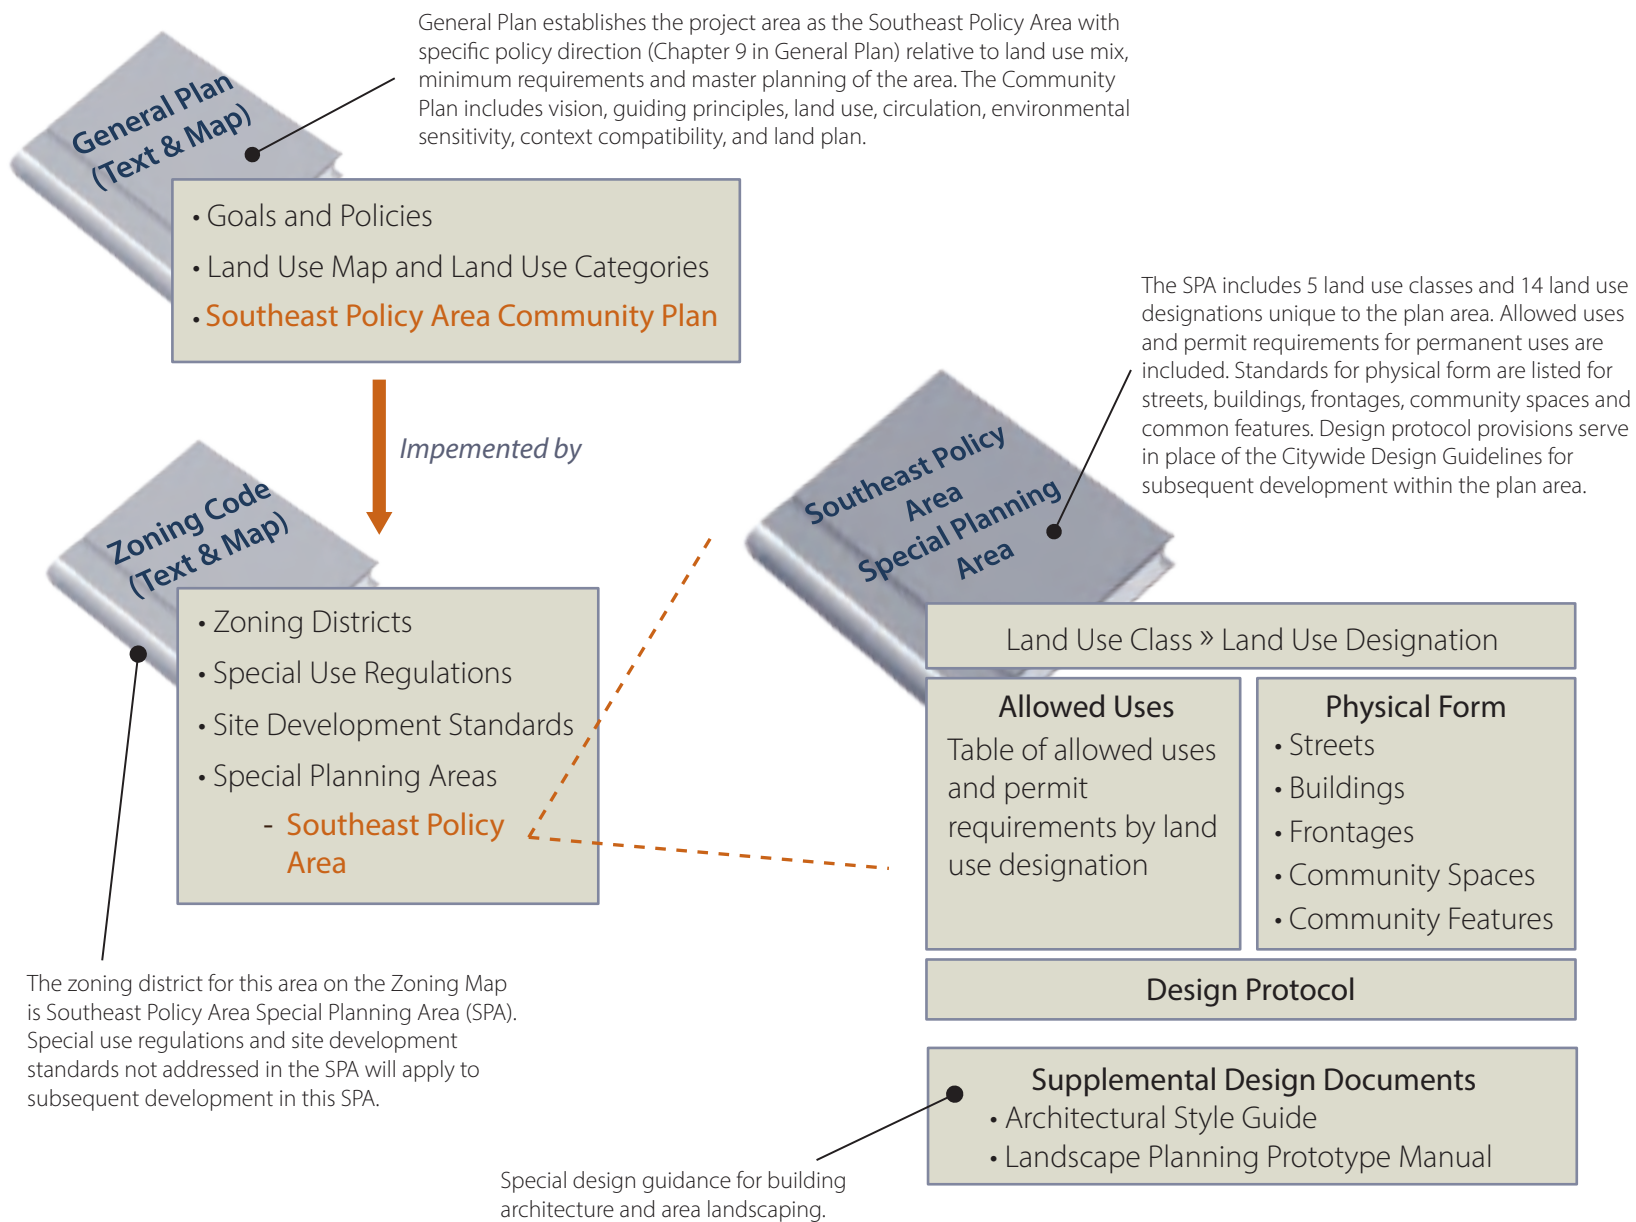 General Plan establishes the project area as the Southeast Policy Area with
specific policy direction (Chapter 9 in General Plan) relative to land use mix,
minimum requirements and master planning of the area. The Community
Plan includes vision, guiding principles, land use, circulation, environmental
sensitivity, context compatibility, and land plan.
General Plan
(Text & Map)
• Goals and Policies
• Land Use Map and Land Use Categories
• Southeast Policy Area Community Plan
Impemented by
Zoning Code
(Text & Map)
• Zoning Districts
• Special Use Regulations
• Site Development Standards
• Special Planning Areas
- Southeast Policy
Area
The zoning district for this area on the Zoning Map
is Southeast Policy Area Special Planning Area (SPA).
Special use regulations and site development
standards not addressed in the SPA will apply to
subsequent development in this SPA.
The SPA includes 5 land use classes and 14 land use
designations unique to the plan area. Allowed uses
and permit requirements for permanent uses are
included. Standards for physical form are listed for
streets, buildings, frontages, community spaces and
common features. Design protocol provisions serve
in place of the Citywide Design Guidelines for
subsequent development within the plan area.
Southeast Policy
Area
Special Planning
Area
Land Use Class » Land Use Designation
Allowed Uses
Table of allowed uses
and permit
requirements by land
use designation
Physical Form
• Streets
• Buildings
• Frontages
• Community Spaces
• Community Features
Design Protocol
Supplemental Design Documents
• Architectural Style Guide
• Landscape Planning Prototype Manual
Special design guidance for building
architecture and area landscaping.